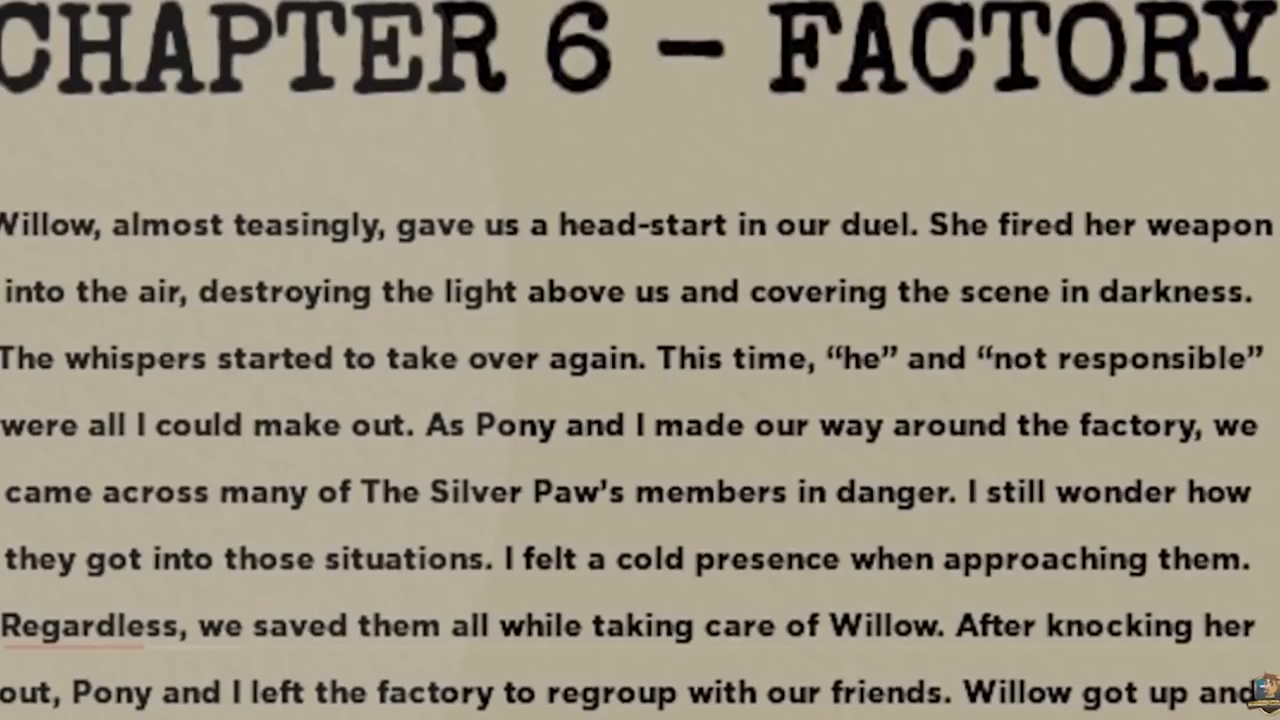 CHAPTER 6 – FACTORY
Willow, almost teasingly, gave us a head-start in our duel. She fired her weapon
into the air, destroying the light above us and covering the scene in darkness.
The whispers started to take over again. This time, “he” and “not responsible”
were all I could make out. As Pony and I made our way around the factory, we
came across many of The Silver Paw’s members in danger. I still wonder how
they got into those situations. I felt a cold presence when approaching them.
Regardless, we saved them all while taking care of Willow. After knocking her
out, Pony and I left the factory to regroup with our friends. Willow got up and